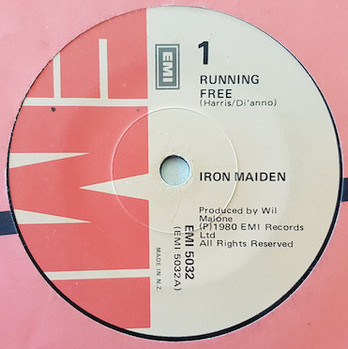 EMI
1
RUNNING
FREE
(Harris/Di'anno)
IRON MAIDEN
Produced by Wil
Malone
(P)1980 EMI Records
Ltd
All Rights Reserved
EMI 5032
(EMI 5032A)
MADE IN N.Z.
EMI